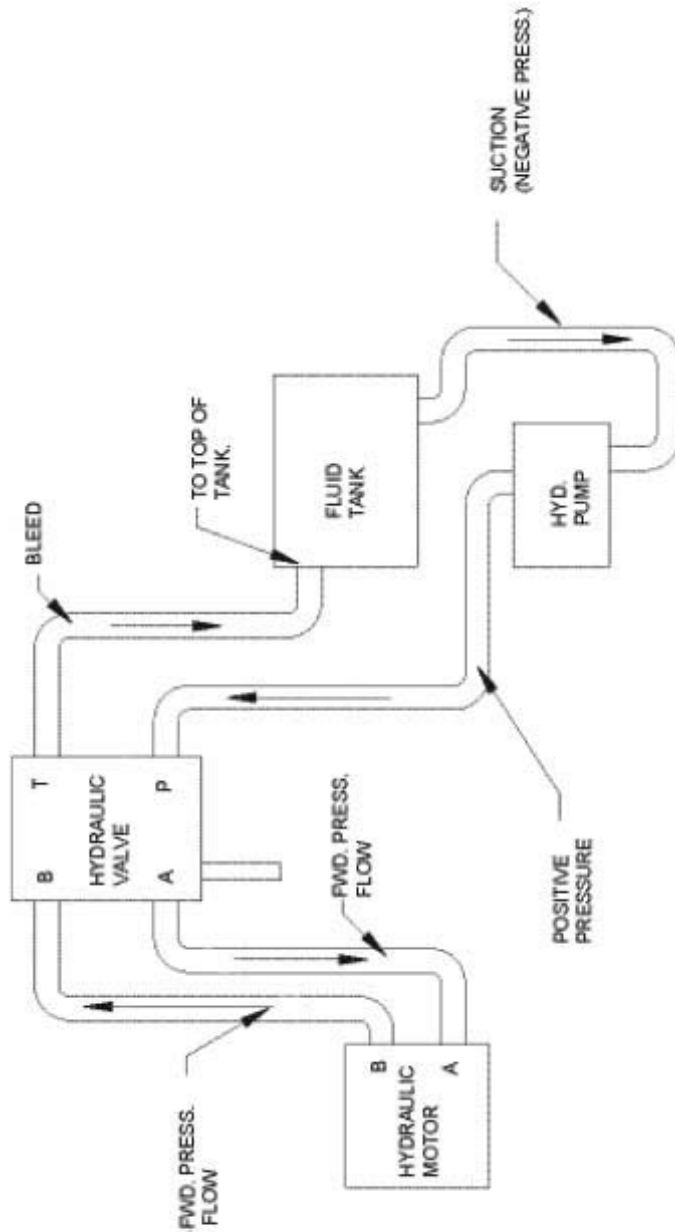 BLEED
TO TOP OF
TANK.
SUCTION
(NEGATIVE PRESS.)
B
T
HYDRAULIC
VALVE
A
P
FLUID
TANK
FWD. PRESS.
FLOW
FWD. PRESS.
FLOW
HYD.
PUMP
B
HYDRAULIC
MOTOR
A
POSITIVE
PRESSURE